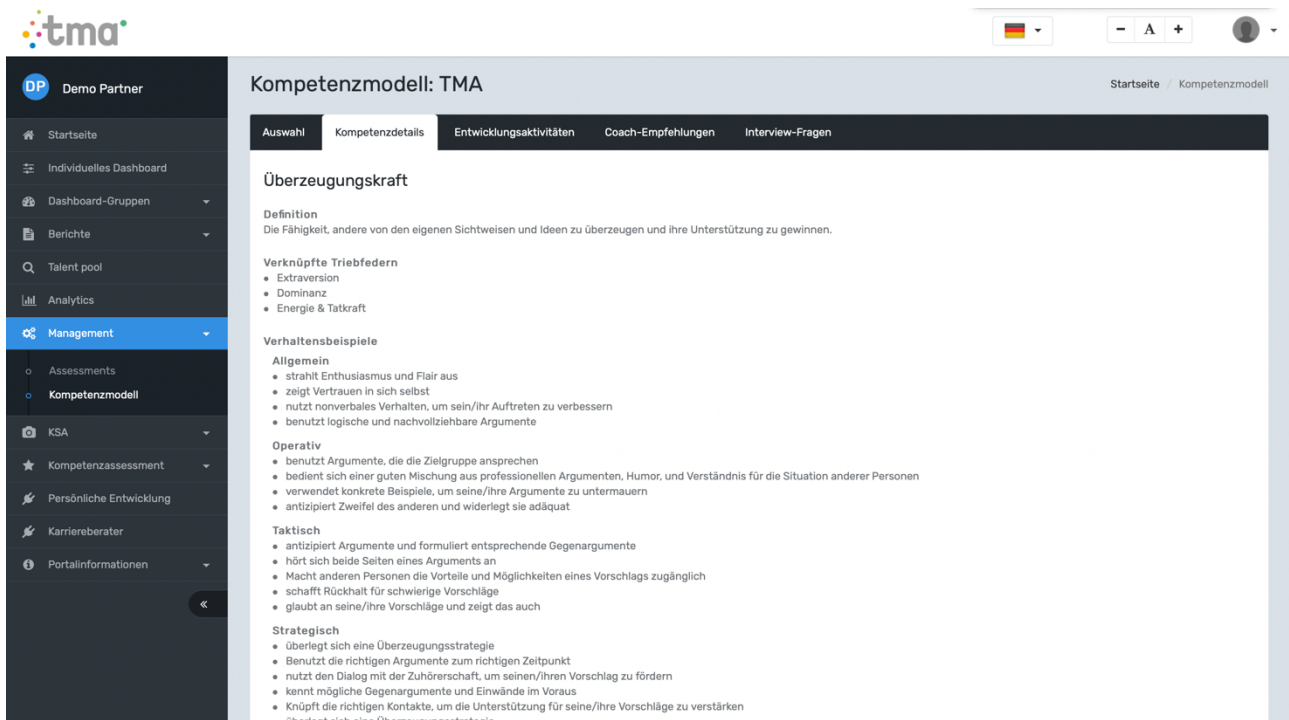 tma
- A +
DP Demo Partner
Startseite
Individuelles Dashboard
Dashboard-Gruppen
Berichte
Talent pool
Analytics
Management
Assessments
Kompetenzmodell
KSA
Kompetenzassessment
Persönliche Entwicklung
Karriereberater
Portalinformationen
«
Kompetenzmodell: TMA
Startseite / Kompetenzmodell
Auswahl Kompetenzdetails Entwicklungsaktivitäten Coach-Empfehlungen Interview-Fragen
Überzeugungskraft
Definition
Die Fähigkeit, andere von den eigenen Sichtweisen und Ideen zu überzeugen und ihre Unterstützung zu gewinnen.
Verknüpfte Triebfedern
• Extraversion
• Dominanz
• Energie & Tatkraft
Verhaltensbeispiele
Allgemein
• strahlt Enthusiasmus und Flair aus
• zeigt Vertrauen in sich selbst
• nutzt nonverbales Verhalten, um sein/ihr Auftreten zu verbessern
• benutzt logische und nachvollziehbare Argumente
Operativ
• benutzt Argumente, die die Zielgruppe ansprechen
• bedient sich einer guten Mischung aus professionellen Argumenten, Humor, und Verständnis für die Situation anderer Personen
• verwendet konkrete Beispiele, um seine/ihre Argumente zu untermauern
• antizipiert Zweifel des anderen und widerlegt sie adäquat
Taktisch
• antizipiert Argumente und formuliert entsprechende Gegenargumente
• hört sich beide Seiten eines Arguments an
• Macht anderen Personen die Vorteile und Möglichkeiten eines Vorschlags zugänglich
• schafft Rückhalt für schwierige Vorschläge
• glaubt an seine/ihre Vorschläge und zeigt das auch
Strategisch
• überlegt sich eine Überzeugungsstrategie
• Benutzt die richtigen Argumente zum richtigen Zeitpunkt
• nutzt den Dialog mit der Zuhörerschaft, um seinen/ihren Vorschlag zu fördern
• kennt mögliche Gegenargumente und Einwände im Voraus
• Knüpft die richtigen Kontakte, um die Unterstützung für seine/ihre Vorschläge zu verstärken